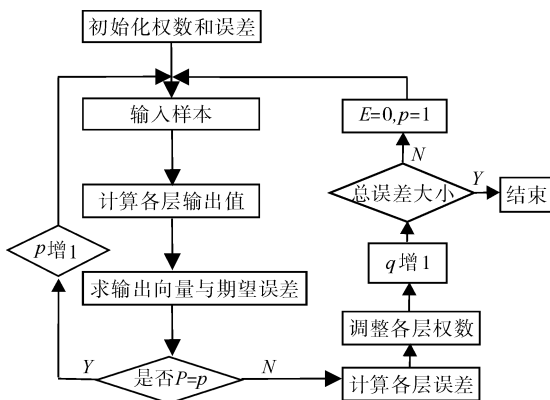 初始化权数和误差
输入样本
计算各层输出值
p增1
求输出向量与期望误差
Y
是否P=p
N
计算各层误差
调整各层权数
q增1
总误差大小
N
Y
E=0,p=1
结束